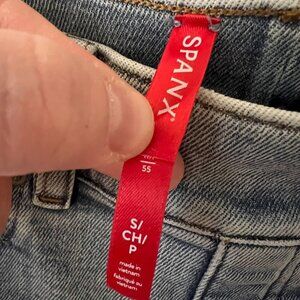 SPANX®
55
S/
CH/
P
made in
vietnam
fabriqué au
vietnam